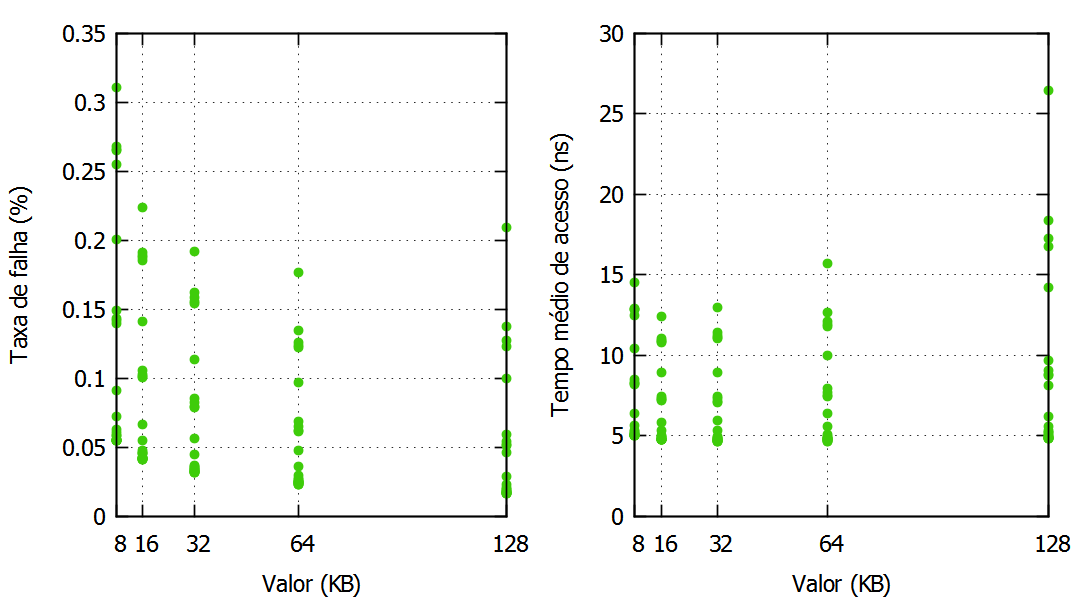 0.35
0.3
0.25
0.2
0.15
0.1
0.05
0
Taxa de falha (%)
8 16 32 64 128
Valor (KB)
30
25
20
15
10
5
0
Tempo médio de acesso (ns)
8 16 32 64 128
Valor (KB)